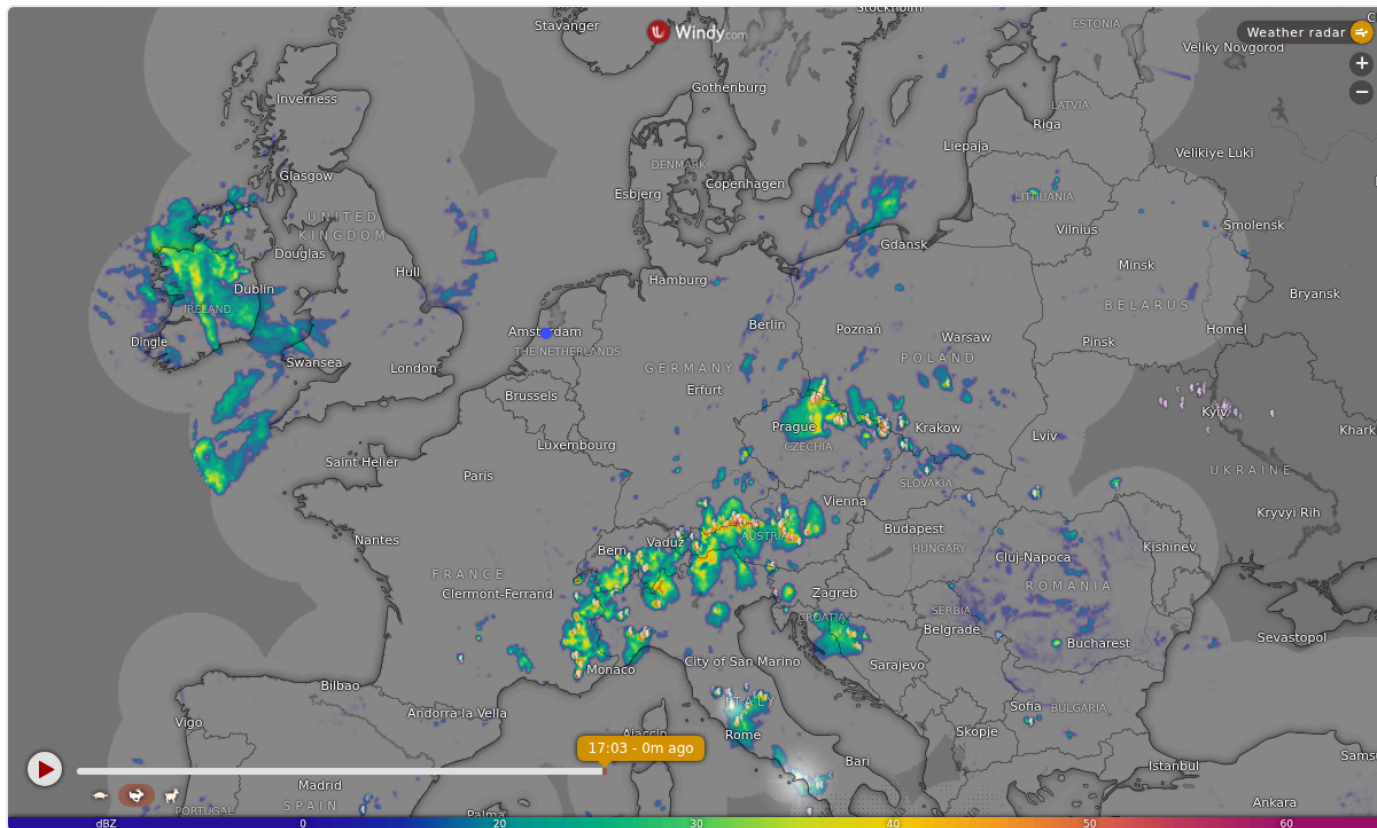 Stavanger
Stockholm
Windy.com
ESTONIA
Weather radar
Veliky Novgorod
+
−
Inverness
Gothenburg
LATVIA
Riga
Liepaja
Velikiye Luki
DENMARK
Glasgow
Copenhagen
Esbjerg
LITHUANIA
UNITED
KINGDOM
Smolensk
Vilnius
Gdańsk
Douglas
Minsk
Hull
Hamburg
Dublin
Bryansk
BELARUS
IRELAND
Berlin
Poznań
Homel
Amsterdam
Warsaw
Pinsk
Dingle
THE NETHERLANDS
POLAND
Swansea
London
GERMANY
Erfurt
Brussels
Kyiv
Prague
Krakow
Khark
Lviv
Luxembourg
CZECHIA
Saint Helier
UKRAINE
Paris
SLOVAKIA
Vienna
Kryvyi Rih
Budapest
Nantes
AUSTRIA
Vaduz
Bern
HUNGARY
Kishinev
Cluj-Napoca
FRANCE
ROMANIA
Clermont-Ferrand
Zagreb
SERBIA
CROATIA
Belgrade
Sevastopol
Bucharest
City of San Marino
Sarajevo
Monaco
Bilbao
ITALY
Sofia
BULGARIA
Andorra la Vella
Vigo
Skopje
Ajaccio
Rome
17:03 - 0m ago
Bari
Istanbul
Sams
Madrid
SPAIN
Ankara
PORTUGAL
Palma
dBZ 0 20 30 40 50 60